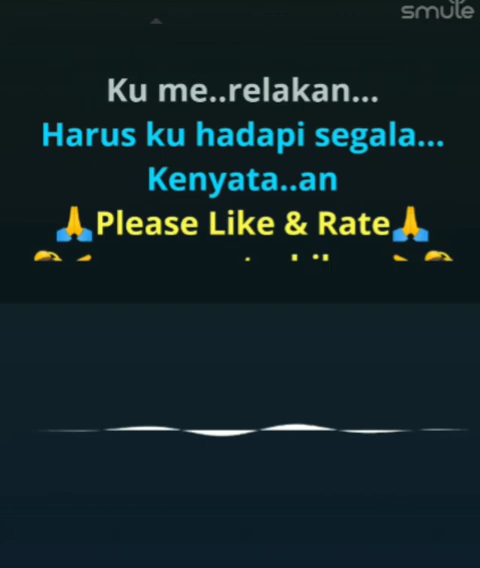 smule
Ku me..relakan...
Harus ku hadapi segala...
Kenyata..an
🙏Please Like & Rate🙏